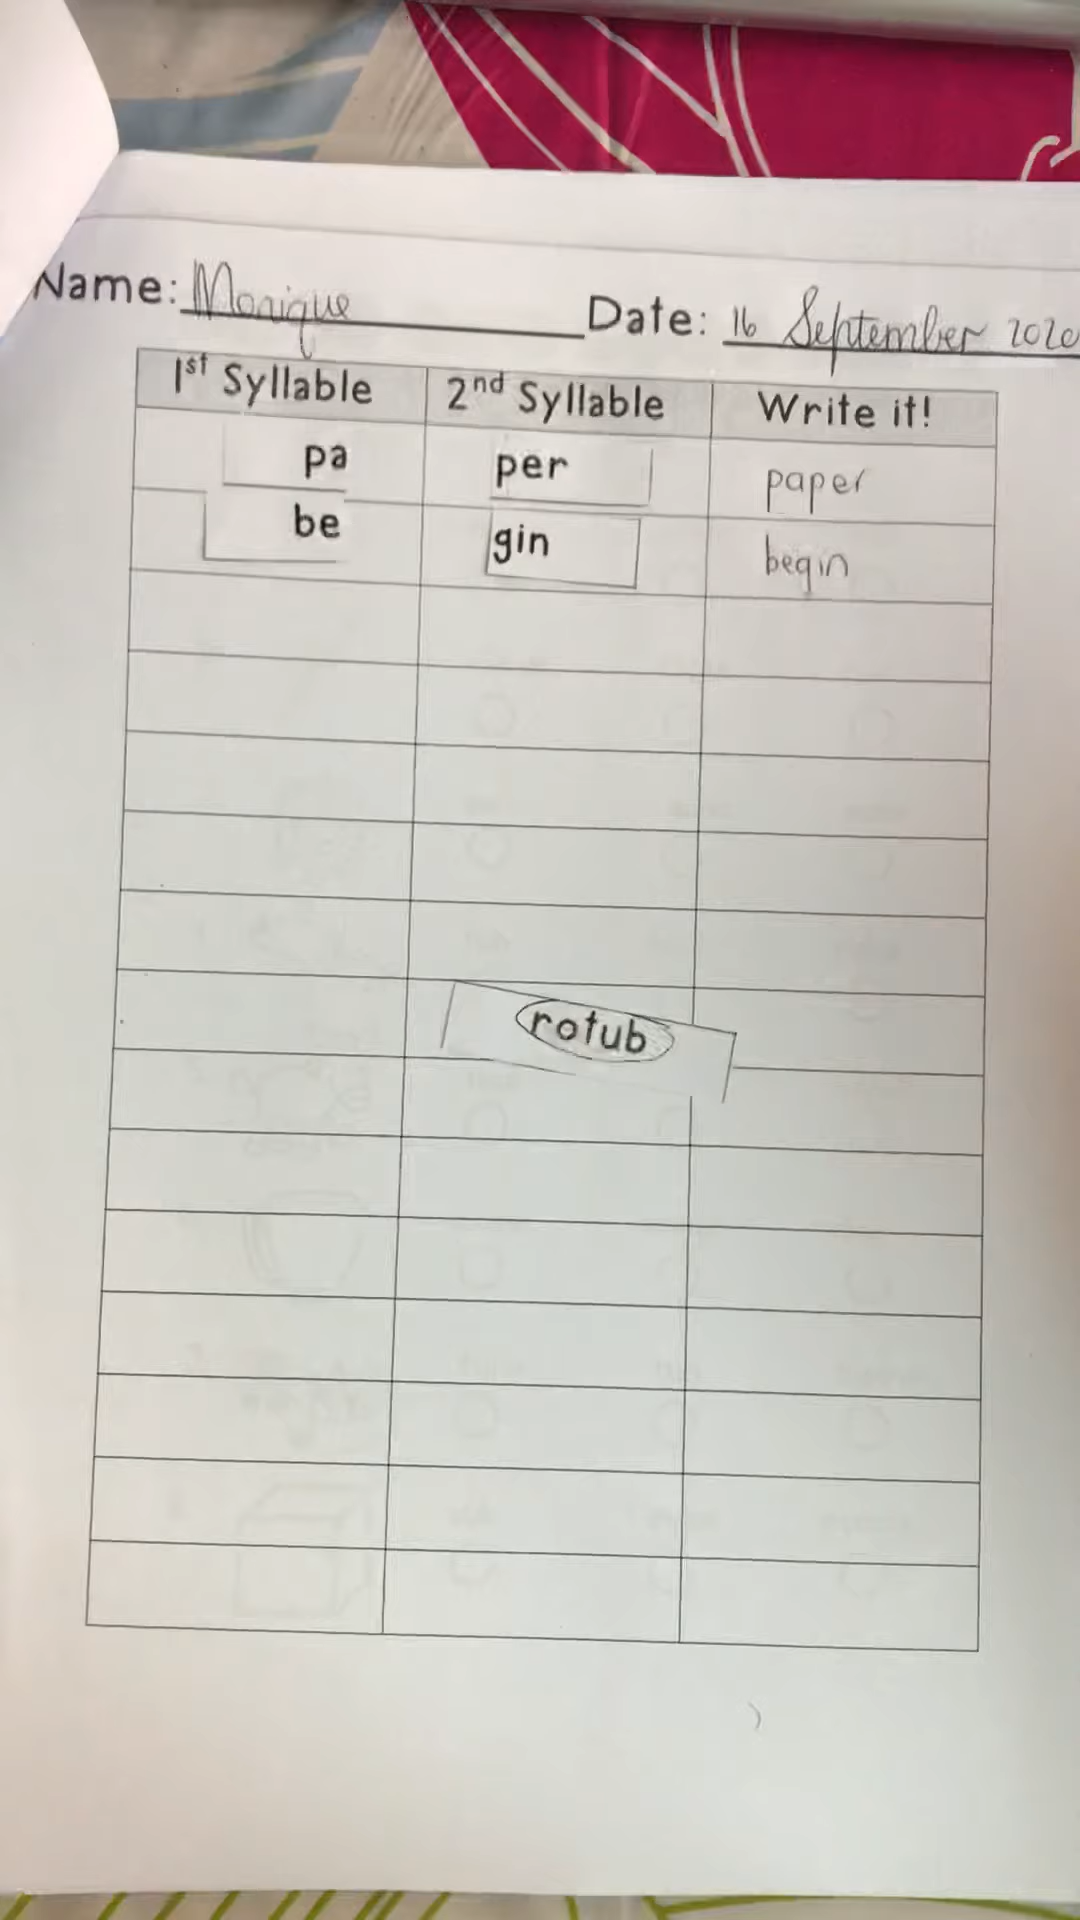 Name: Monique Date: 16 September 2020
1st Syllable 2nd Syllable Write it!
pa per paper
be gin begin
rotub